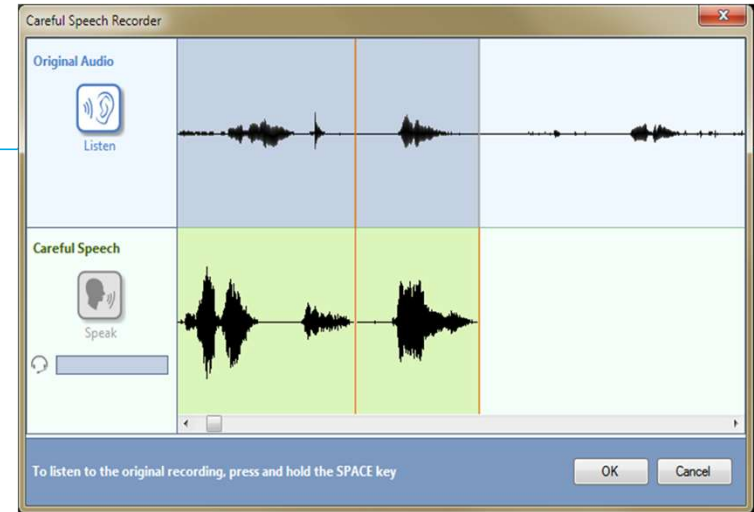 Careful Speech Recorder
Original Audio
Listen
Careful Speech
Speak
To listen to the original recording, press and hold the SPACE key
OK
Cancel